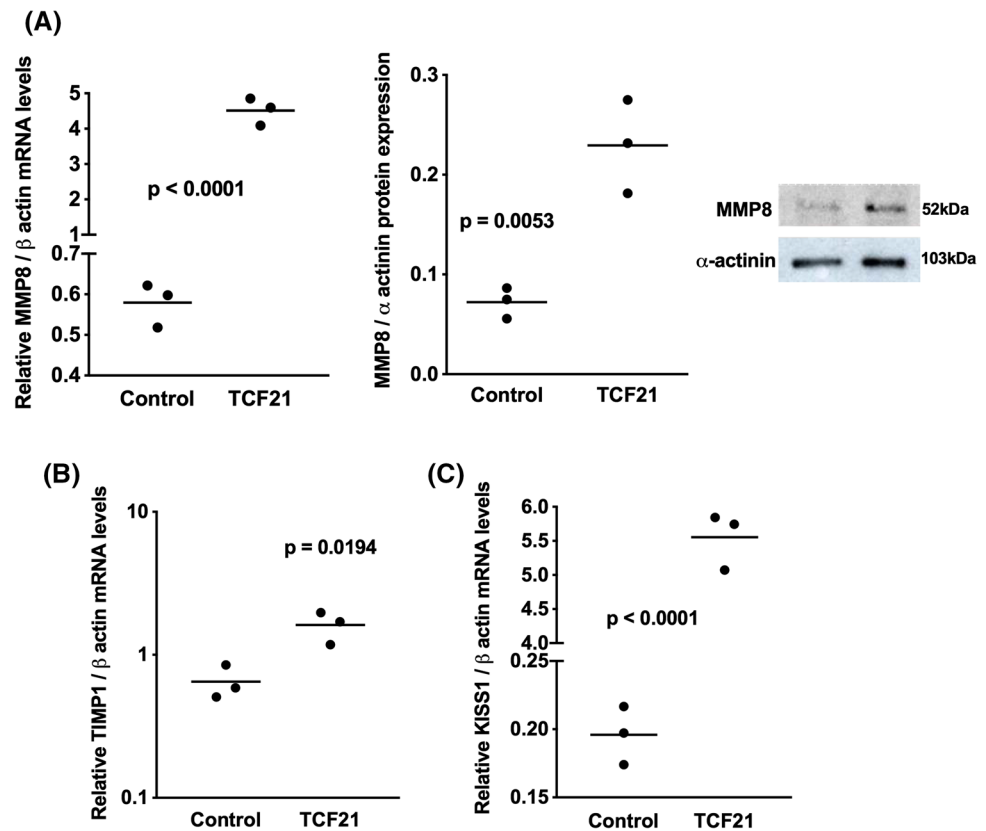 (A)
Relative MMP8 / β actin mRNA levels
5
4
3
2
1
0.7
0.6
0.5
0.4
p < 0.0001
Control
TCF21
MMP8 / α actinin protein expression
0.3
0.2
0.1
0.0
p = 0.0053
Control
TCF21
MMP8
52kDa
α-actinin
103kDa
(B)
Relative TIMP1 / β actin mRNA levels
10
1
0.1
p = 0.0194
Control
TCF21
(C)
Relative KISS1 / β actin mRNA levels
6.0
5.5
5.0
4.5
4.0
0.25
0.20
0.15
p < 0.0001
Control
TCF21